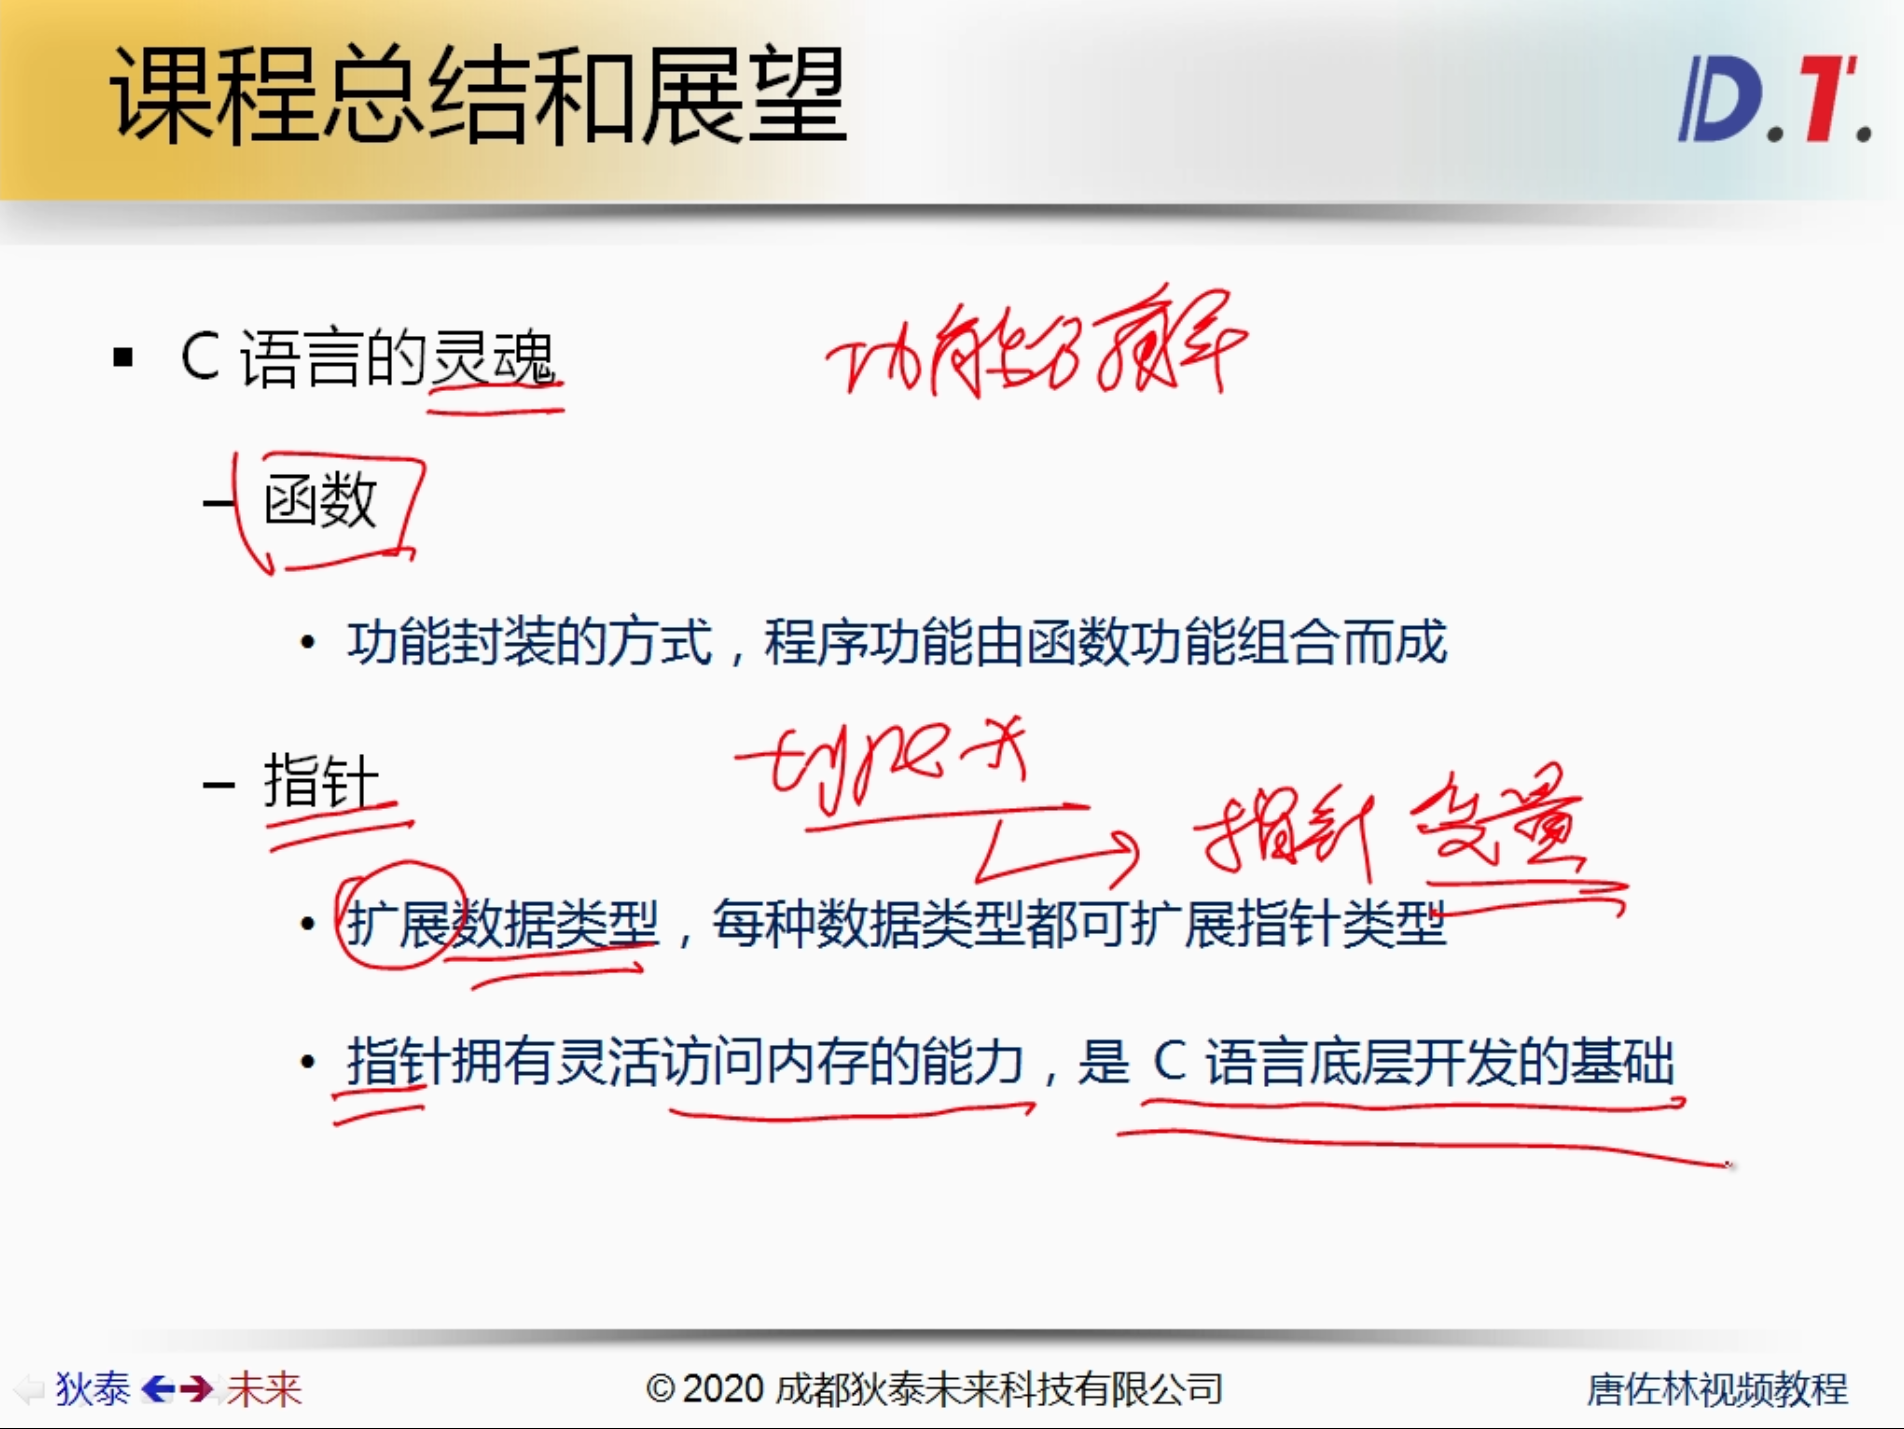 课程总结和展望
D.T.
C 语言的灵魂
功能分解
– 函数
• 功能封装的方式，程序功能由函数功能组合而成
– 指针
指针 变量
• 扩展数据类型，每种数据类型都可扩展指针类型
• 指针拥有灵活访问内存的能力，是 C 语言底层开发的基础
狄泰 未来
© 2020 成都狄泰未来科技有限公司
唐佐林视频教程